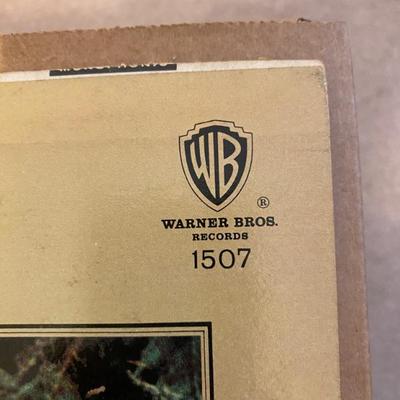 WB
®
WARNER BROS.
RECORDS
1507